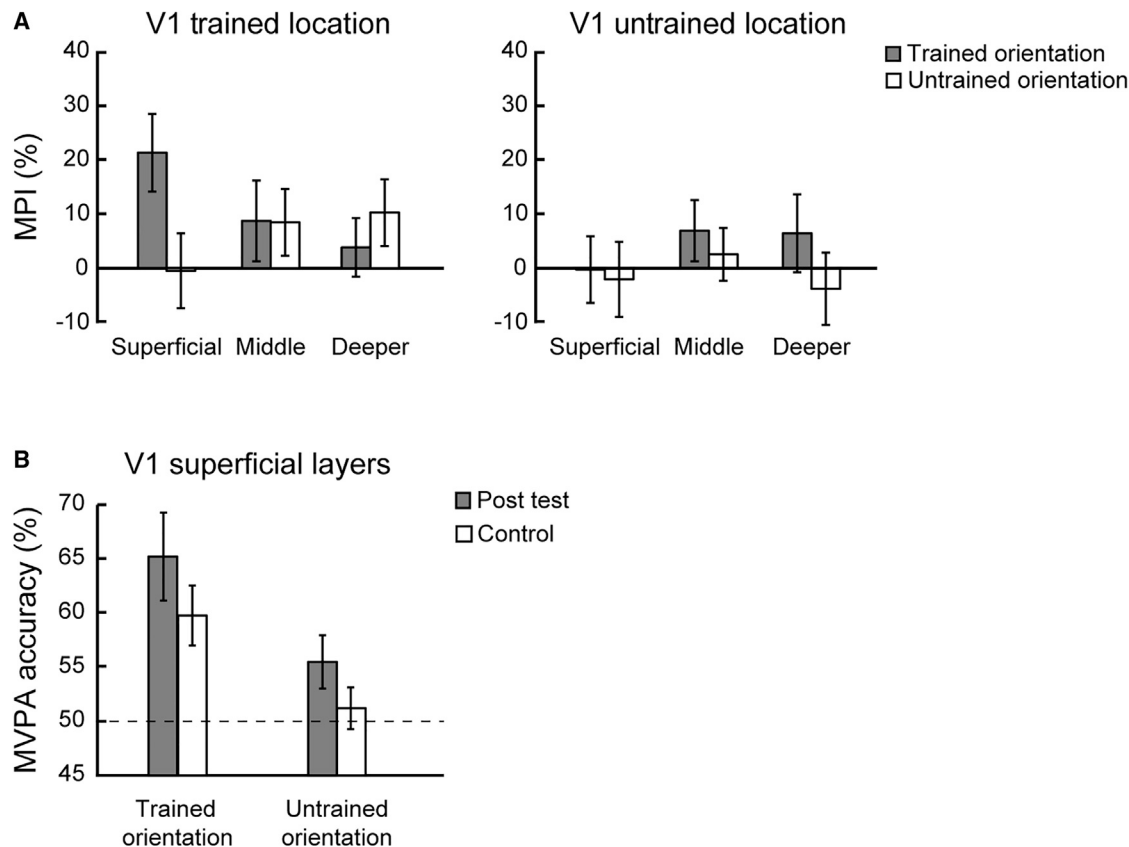 A
V1 trained location
V1 untrained location
Trained orientation
Untrained orientation
MPI (%)
40
30
20
10
0
-10
Superficial Middle Deeper
40
30
20
10
0
-10
Superficial Middle Deeper
B
V1 superficial layers
Post test
Control
MVPA accuracy (%)
70
65
60
55
50
45
Trained
orientation
Untrained
orientation